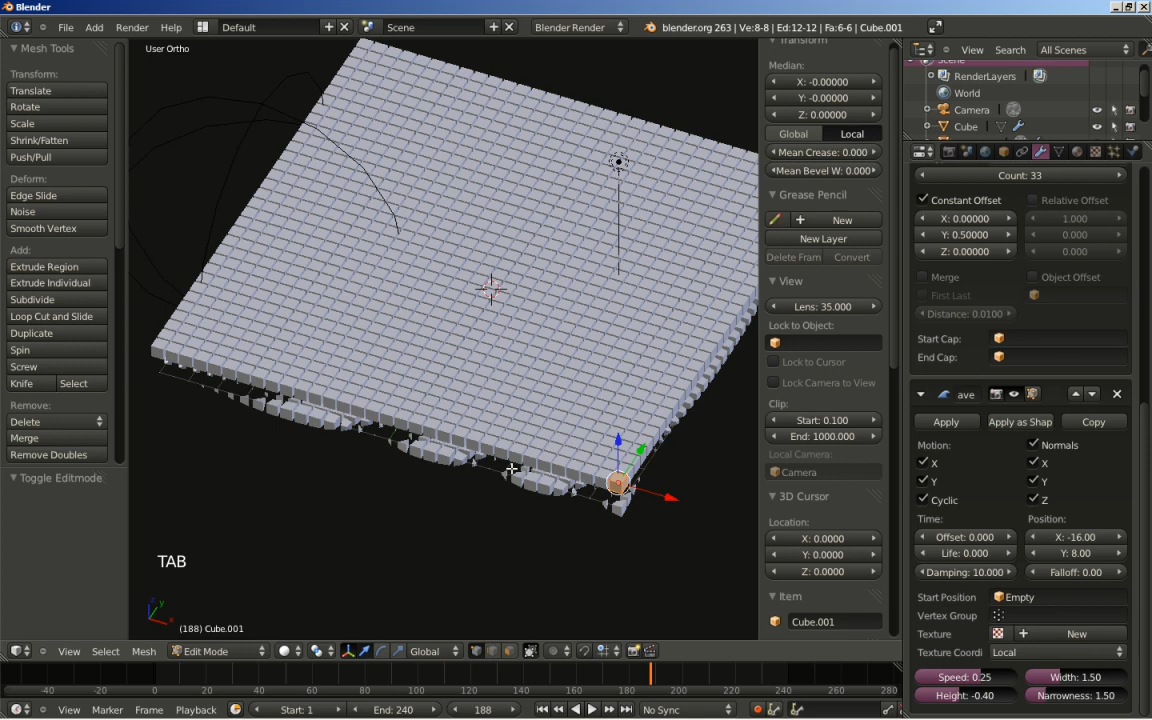 Blender
File Add Render Help Default Scene Blender Render blender.org 263 | Ve:8-8 | Ed:12-12 | Fa:6-6 | Cube.001
Mesh Tools
Transform:
Translate
Rotate
Scale
Shrink/Fatten
Push/Pull
Deform:
Edge Slide
Noise
Smooth Vertex
Add:
Extrude Region
Extrude Individual
Subdivide
Loop Cut and Slide
Duplicate
Spin
Screw
Knife Select
Remove:
Delete
Merge
Remove Doubles
Toggle Editmode
User Ortho
TAB
z y x
(188) Cube.001
Transform
Median:
X: -0.00000
Y: -0.00000
Z: 0.00000
Global Local
Mean Crease: 0.000
Mean Bevel W: 0.000
Grease Pencil
New
New Layer
Delete Fram Convert
View
Lens: 35.000
Lock to Object:
Lock to Cursor
Lock Camera to View
Clip:
Start: 0.100
End: 1000.000
Local Camera:
Camera
3D Cursor
Location:
X: 0.0000
Y: 0.0000
Z: 0.0000
Item
Cube.001
View Search All Scenes
Scene
RenderLayers
World
Camera
Cube
Count: 33
Constant Offset Relative Offset
X: 0.00000 1.000
Y: 0.50000 0.000
Z: 0.00000 0.000
Merge Object Offset
First Last
Distance: 0.0100
Start Cap:
End Cap:
ave
Apply Apply as Shap Copy
Motion: Normals
X X
Y Y
Cyclic Z
Time: Position:
Offset: 0.000 X: -16.00
Life: 0.000 Y: 8.00
Damping: 10.000 Falloff: 0.00
Start Position Empty
Vertex Group
Texture New
Texture Coordi Local
Speed: 0.25 Width: 1.50
Height: -0.40 Narrowness: 1.50
View Select Mesh Edit Mode Global
-40 -20 0 20 40 60 80 100 120 140 160 180 200 220 240 260 280
View Marker Frame Playback Start: 1 End: 240 188 No Sync